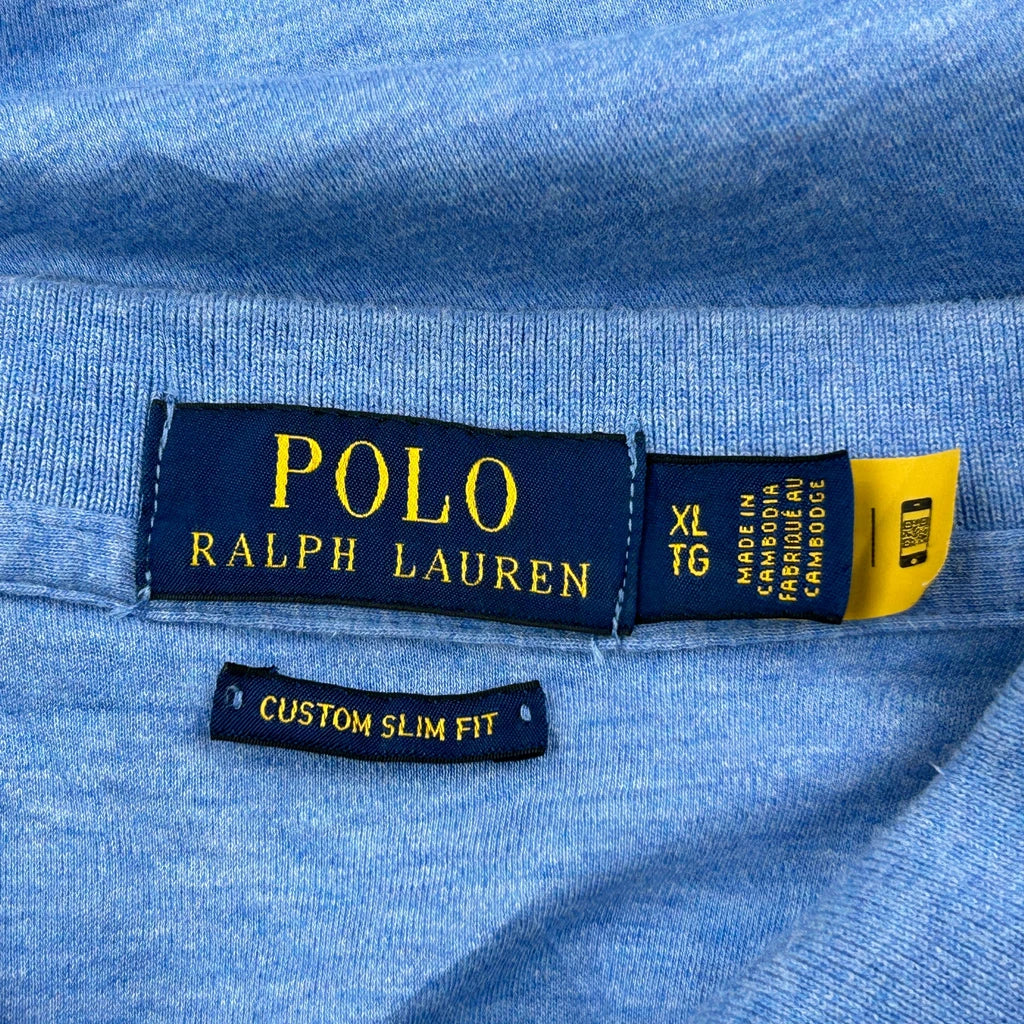 POLO
RALPH LAUREN
XL
TG
MADE IN
CAMBODIA
FABRIQUÉ AU
CAMBODGE
CUSTOM SLIM FIT